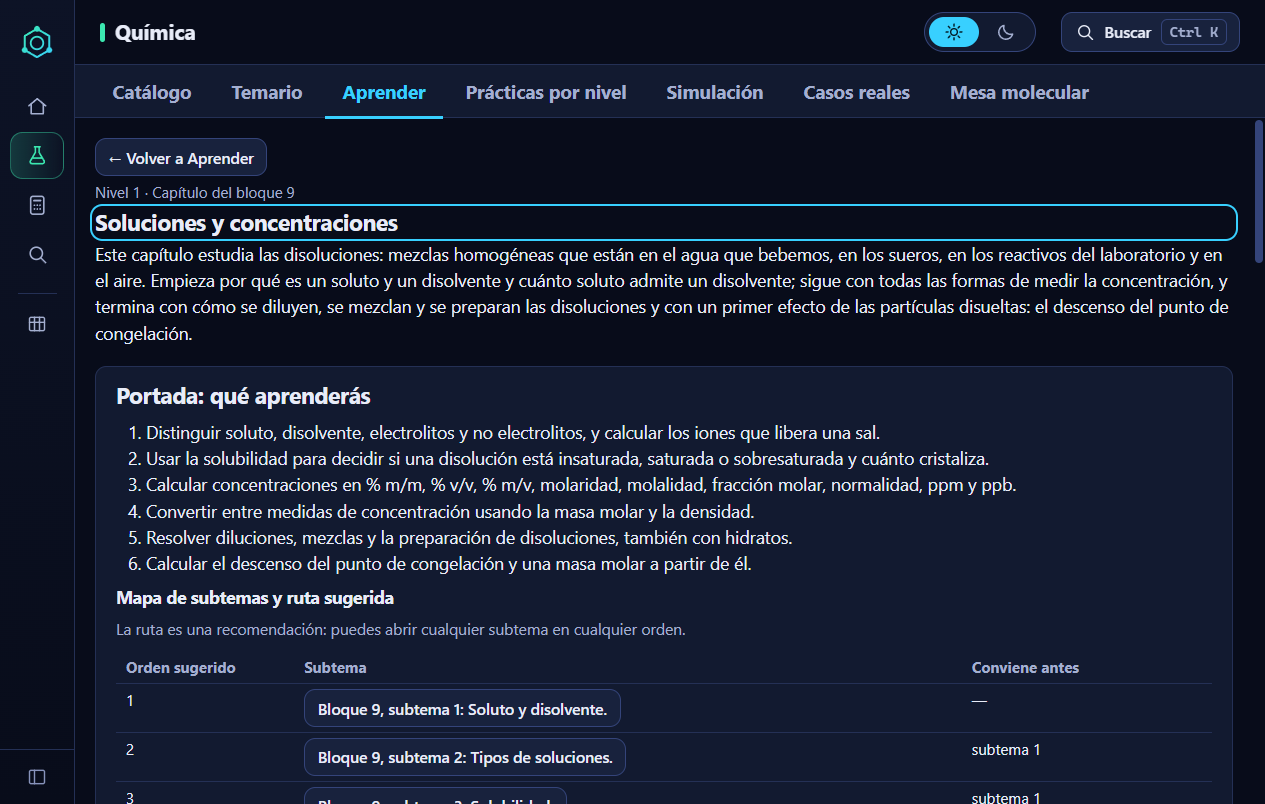 Química
Buscar Ctrl K
Catálogo Temario Aprender Prácticas por nivel Simulación Casos reales Mesa molecular
← Volver a Aprender
Nivel 1 · Capítulo del bloque 9
Soluciones y concentraciones
Este capítulo estudia las disoluciones: mezclas homogéneas que están en el agua que bebemos, en los sueros, en los reactivos del laboratorio y en
el aire. Empieza por qué es un soluto y un disolvente y cuánto soluto admite un disolvente; sigue con todas las formas de medir la concentración, y
termina con cómo se diluyen, se mezclan y se preparan las disoluciones y con un primer efecto de las partículas disueltas: el descenso del punto de
congelación.
Portada: qué aprenderás
1. Distinguir soluto, disolvente, electrolitos y no electrolitos, y calcular los iones que libera una sal.
2. Usar la solubilidad para decidir si una disolución está insaturada, saturada o sobresaturada y cuánto cristaliza.
3. Calcular concentraciones en % m/m, % v/v, % m/v, molaridad, molalidad, fracción molar, normalidad, ppm y ppb.
4. Convertir entre medidas de concentración usando la masa molar y la densidad.
5. Resolver diluciones, mezclas y la preparación de disoluciones, también con hidratos.
6. Calcular el descenso del punto de congelación y una masa molar a partir de él.
Mapa de subtemas y ruta sugerida
La ruta es una recomendación: puedes abrir cualquier subtema en cualquier orden.
Orden sugerido Subtema Conviene antes
1 Bloque 9, subtema 1: Soluto y disolvente. —
2 Bloque 9, subtema 2: Tipos de soluciones. subtema 1
3 Bloque 9, subtema 3: Solubilidad. subtema 1